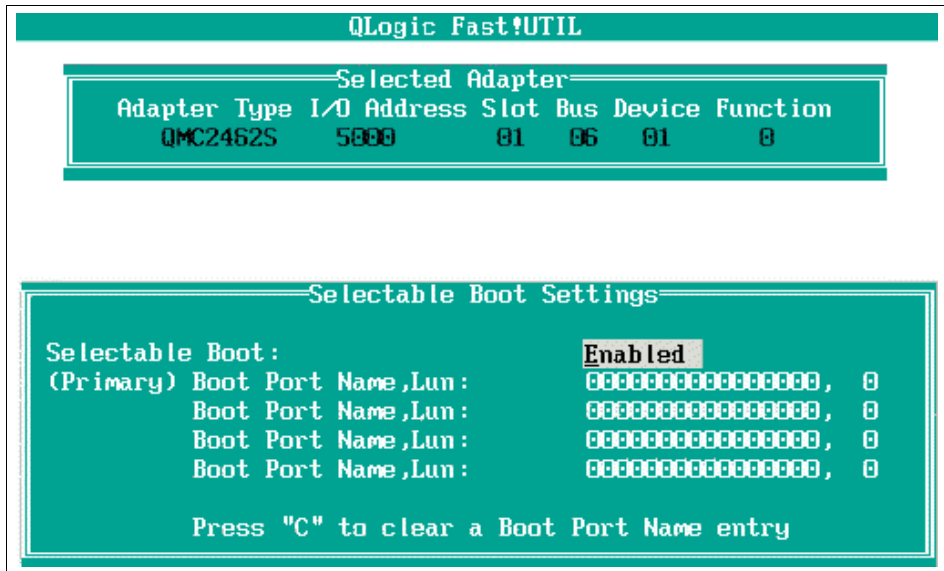 QLogic Fast!UTIL
Selected Adapter
Adapter Type I/O Address Slot Bus Device Function
QMC2462S 5000 01 06 01 0
Selectable Boot Settings
Selectable Boot: Enabled
(Primary) Boot Port Name,Lun: 0000000000000000, 0
Boot Port Name,Lun: 0000000000000000, 0
Boot Port Name,Lun: 0000000000000000, 0
Boot Port Name,Lun: 0000000000000000, 0
Press "C" to clear a Boot Port Name entry